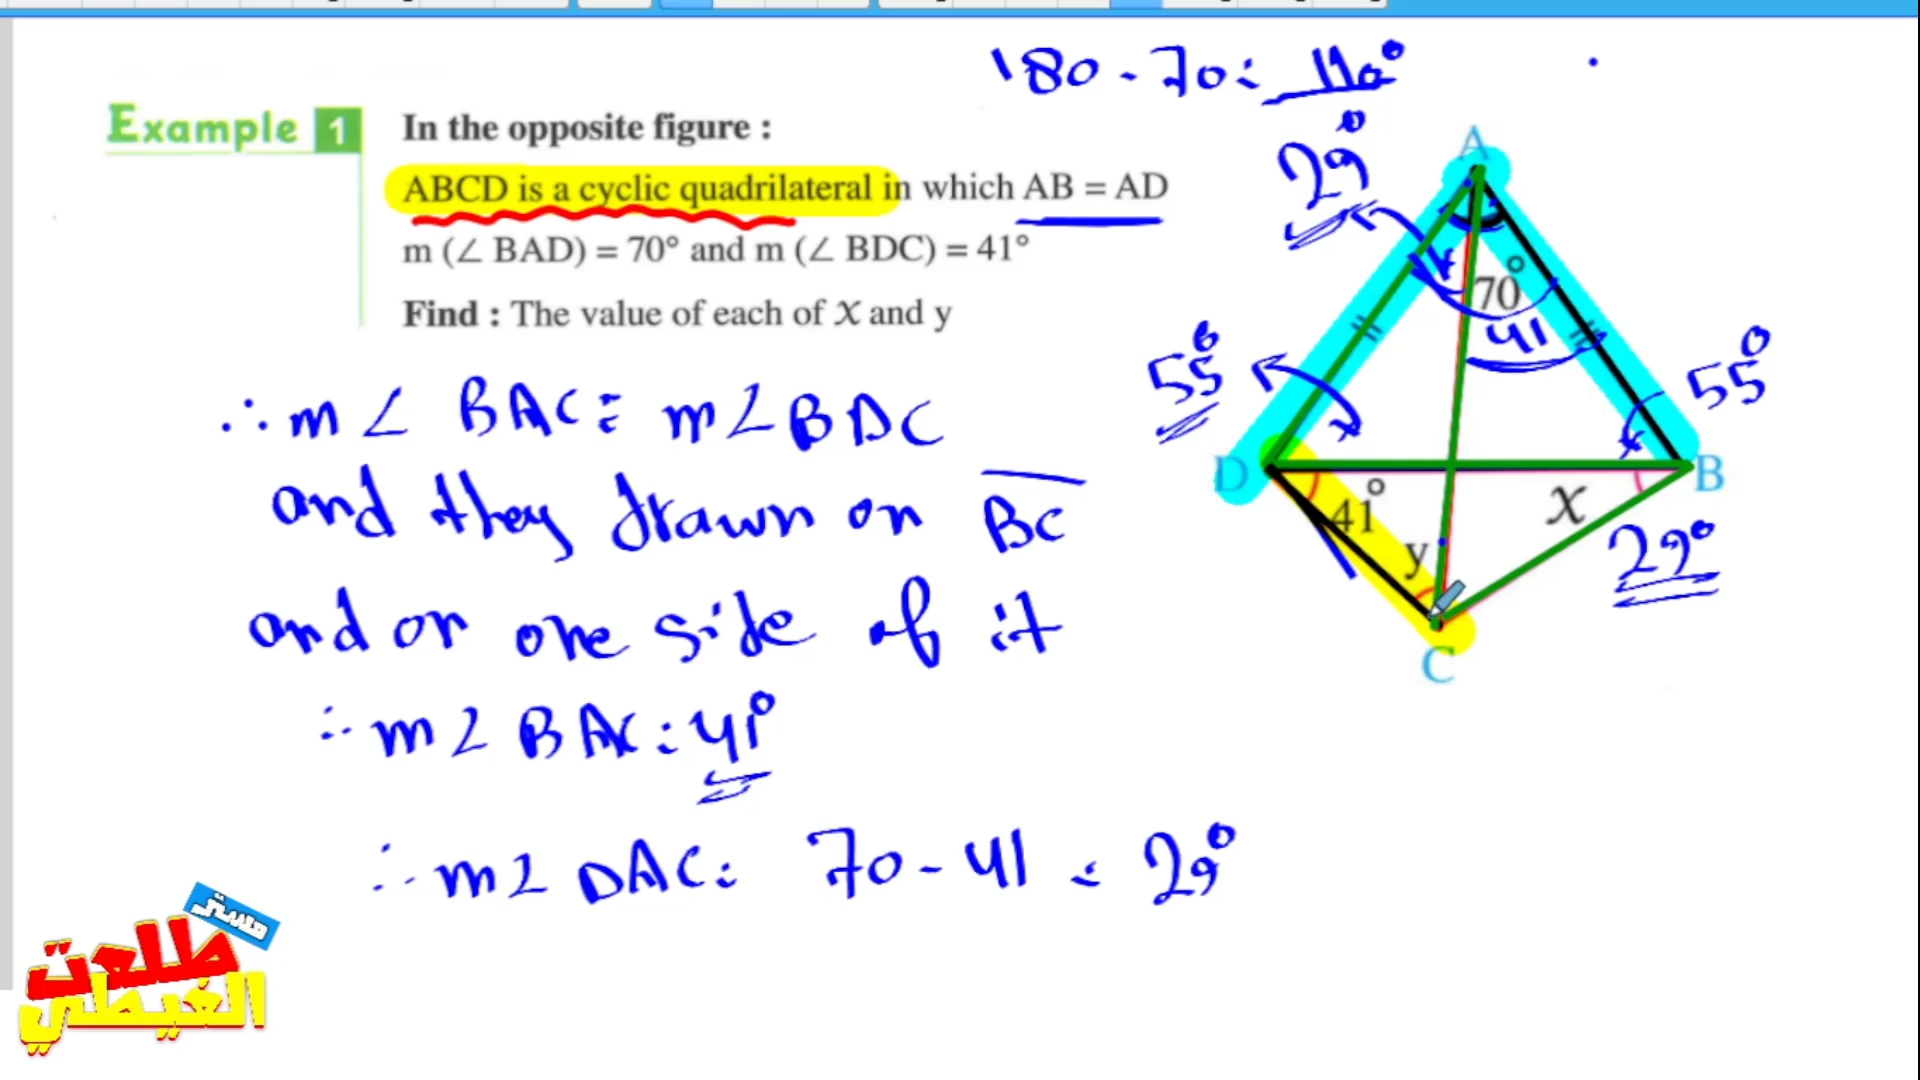 180 - 70 = 110°
Example 1
In the opposite figure :
ABCD is a cyclic quadrilateral in which AB = AD
m (∠ BAD) = 70° and m (∠ BDC) = 41°
Find : The value of each of X and y
∴ m∠ BAC = m∠BDC
and they drawn on BC
and on one side of it
∴ m∠ BAC = 41°
∴ m∠ DAC = 70 - 41 = 29°
A
29°
70°
41
55°
55°
D
B
41°
X
y
29°
C
مستر
طلعت
الغيطي